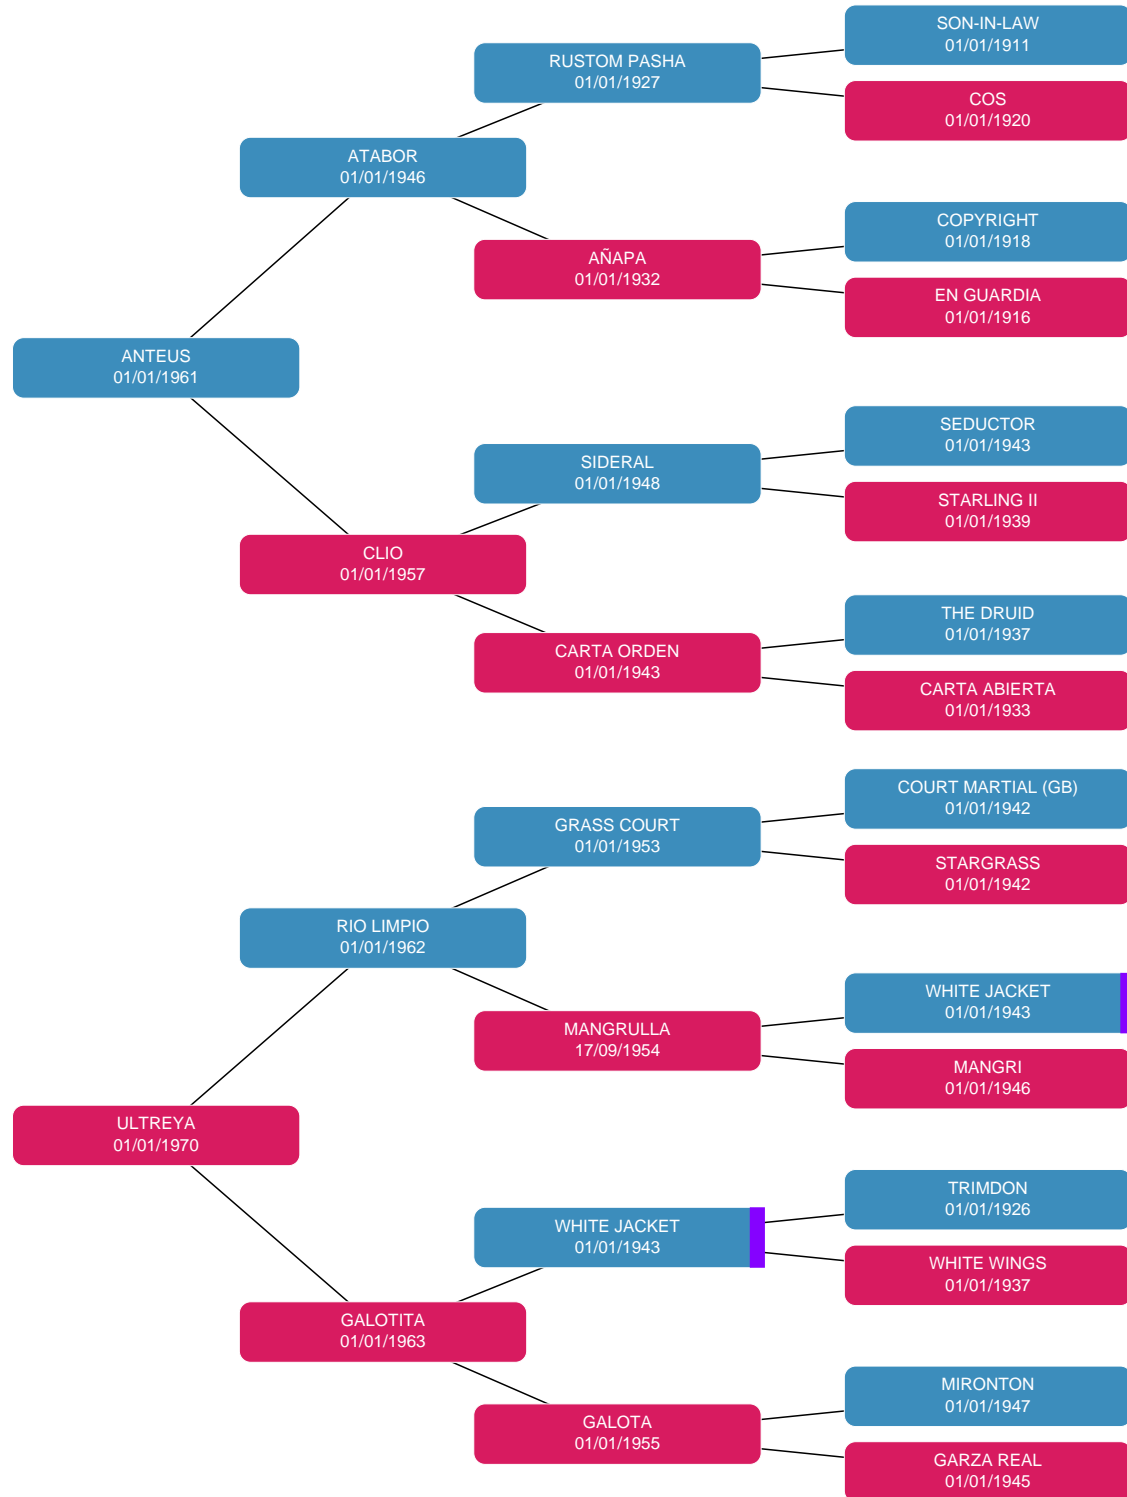 SON-IN-LAW
01/01/1911
RUSTOM PASHA
01/01/1927
COS
01/01/1920
ATABOR
01/01/1946
COPYRIGHT
01/01/1918
AÑAPA
01/01/1932
EN GUARDIA
01/01/1916
ANTEUS
01/01/1961
SEDUCTOR
01/01/1943
SIDERAL
01/01/1948
STARLING II
01/01/1939
CLIO
01/01/1957
THE DRUID
01/01/1937
CARTA ORDEN
01/01/1943
CARTA ABIERTA
01/01/1933
COURT MARTIAL (GB)
01/01/1942
GRASS COURT
01/01/1953
STARGRASS
01/01/1942
RIO LIMPIO
01/01/1962
WHITE JACKET
01/01/1943
MANGRULLA
17/09/1954
MANGRI
01/01/1946
ULTREYA
01/01/1970
TRIMDON
01/01/1926
WHITE JACKET
01/01/1943
WHITE WINGS
01/01/1937
GALOTITA
01/01/1963
MIRONTON
01/01/1947
GALOTA
01/01/1955
GARZA REAL
01/01/1945